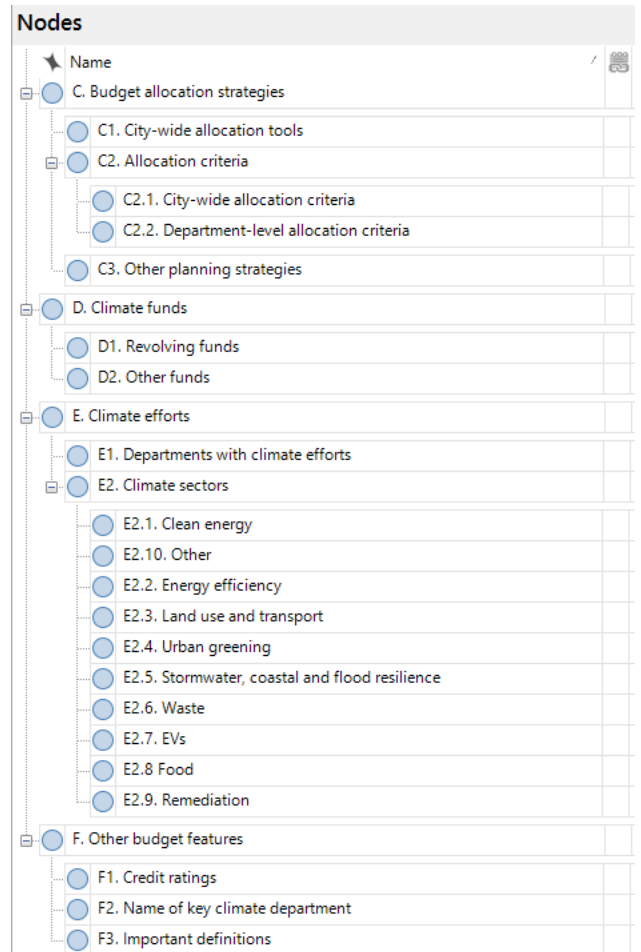 Nodes
Name
C. Budget allocation strategies
C1. City-wide allocation tools
C2. Allocation criteria
C2.1. City-wide allocation criteria
C2.2. Department-level allocation criteria
C3. Other planning strategies
D. Climate funds
D1. Revolving funds
D2. Other funds
E. Climate efforts
E1. Departments with climate efforts
E2. Climate sectors
E2.1. Clean energy
E2.10. Other
E2.2. Energy efficiency
E2.3. Land use and transport
E2.4. Urban greening
E2.5. Stormwater, coastal and flood resilience
E2.6. Waste
E2.7. EVs
E2.8 Food
E2.9. Remediation
F. Other budget features
F1. Credit ratings
F2. Name of key climate department
F3. Important definitions